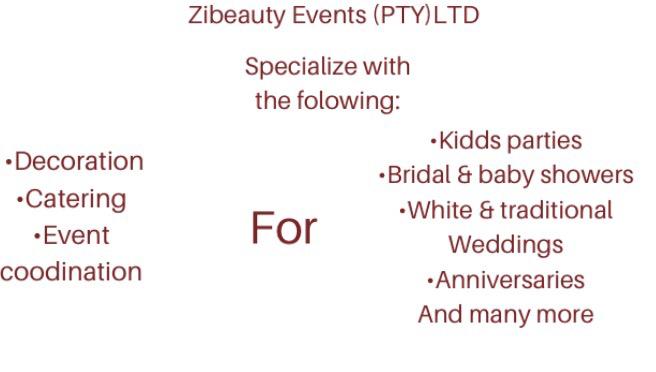 Zibeauty Events (PTY)LTD
Specialize with
the folowing:
•Decoration
•Catering
•Event
coodination
For
•Kidds parties
•Bridal & baby showers
•White & traditional
Weddings
•Anniversaries
And many more